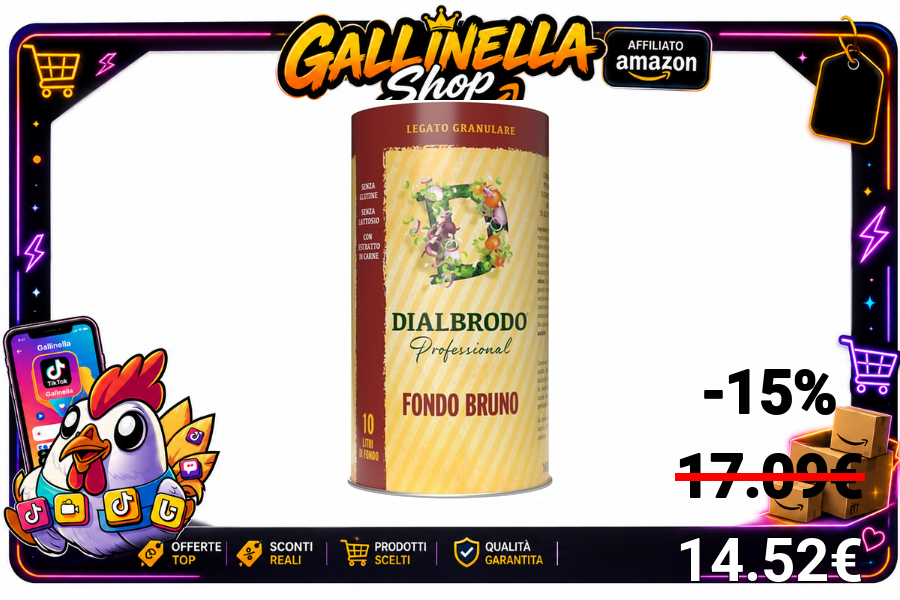 GALLINELLA
Shop
AFFILIATO
amazon
LEGATO GRANULARE
SENZA
GLUTINE
SENZA
LATTOSIO
CON
ESTRATTO
DI CARNE
DIALBRODO
Professional
FONDO BRUNO
10
LITRI
DI FONDO
Gallinella
TikTok
Gallinella
-15%
17.09€
14.52€
OFFERTE
TOP
SCONTI
REALI
PRODOTTI
SCELTI
QUALITÀ
GARANTITA